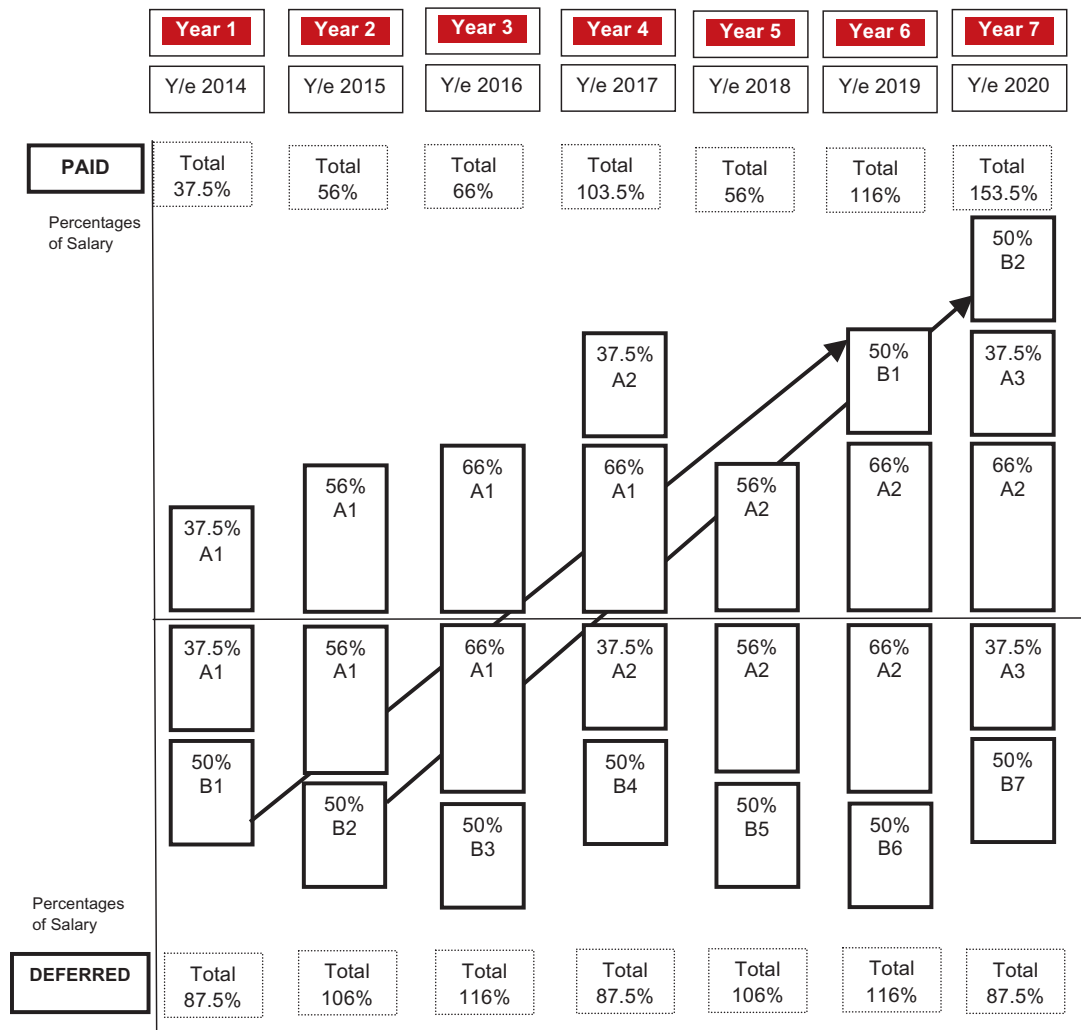 Year 1
Year 2
Year 3
Year 4
Year 5
Year 6
Year 7
Y/e 2014
Y/e 2015
Y/e 2016
Y/e 2017
Y/e 2018
Y/e 2019
Y/e 2020
PAID
Total
37.5%
Total
56%
Total
66%
Total
103.5%
Total
56%
Total
116%
Total
153.5%
Percentages
of Salary
50%
B2
37.5%
A2
50%
B1
37.5%
A3
37.5%
A1
56%
A1
66%
A1
66%
A1
56%
A2
66%
A2
66%
A2
37.5%
A1
56%
A1
66%
A1
37.5%
A2
56%
A2
66%
A2
37.5%
A3
50%
B1
50%
B2
50%
B3
50%
B4
50%
B5
50%
B6
50%
B7
Percentages
of Salary
DEFERRED
Total
87.5%
Total
106%
Total
116%
Total
87.5%
Total
106%
Total
116%
Total
87.5%